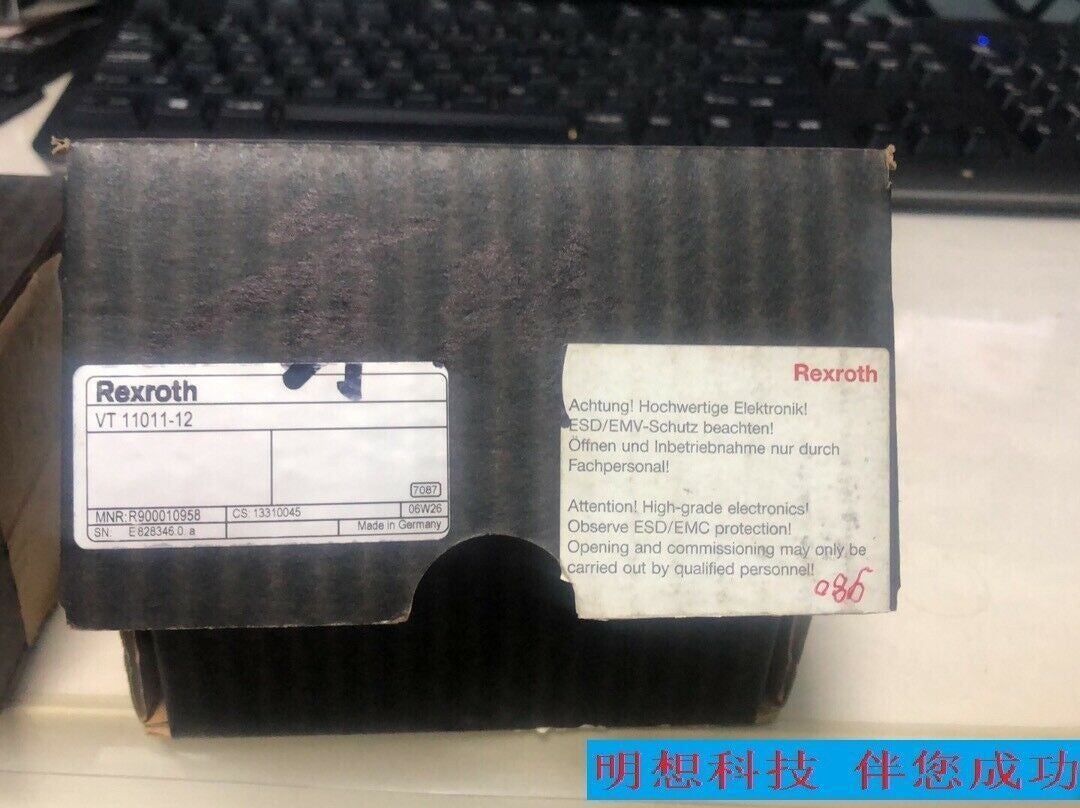 Rexroth
VT 11011-12
7087
MNR: R900010958 CS: 13310045 06W26
SN. E 828346.0. a Made in Germany
Rexroth
Achtung! Hochwertige Elektronik!
ESD/EMV-Schutz beachten!
Öffnen und Inbetriebnahme nur durch
Fachpersonal!
Attention! High-grade electronics!
Observe ESD/EMC protection!
Opening and commissioning may only be
carried out by qualified personnel!
明想科技 伴您成功